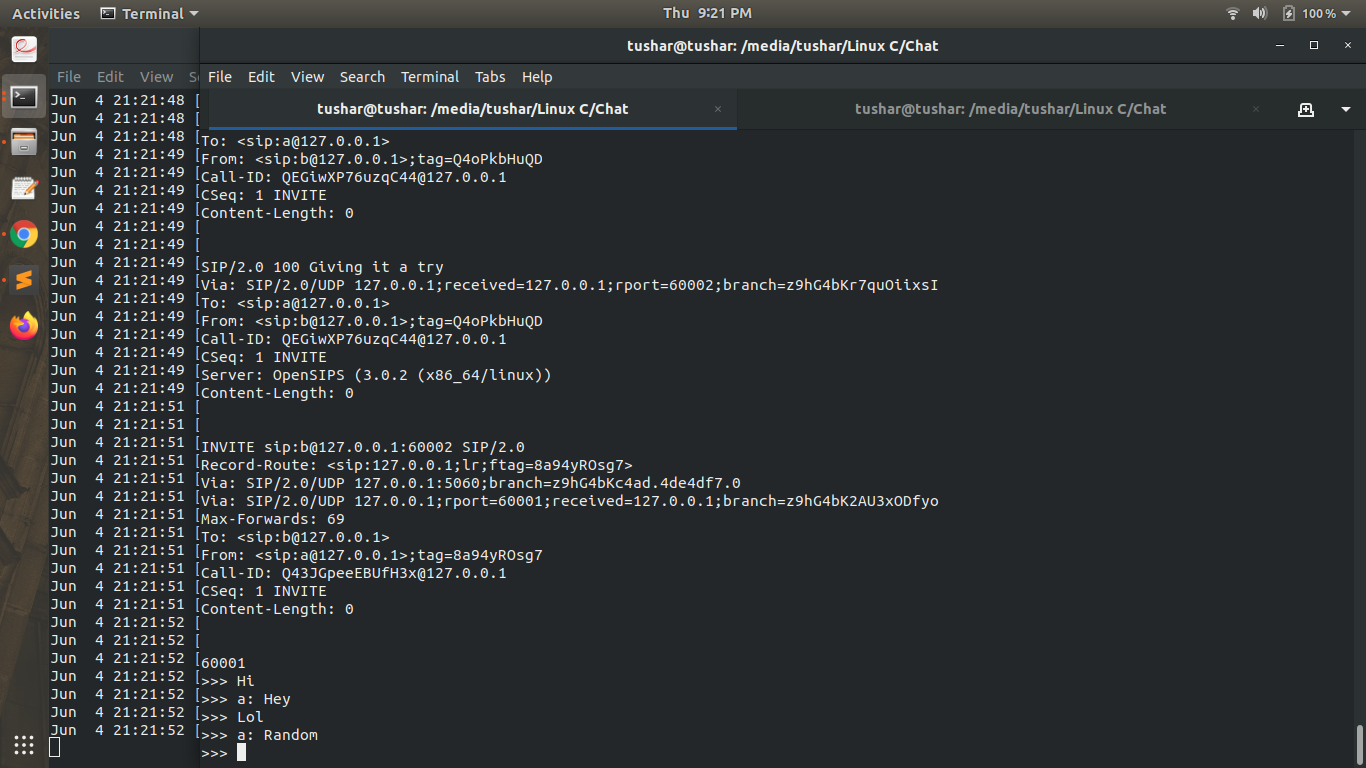 Activities Terminal Thu 9:21 PM 100%
tushar@tushar: /media/tushar/Linux C/Chat
File Edit View S
File Edit View Search Terminal Tabs Help
tushar@tushar: /media/tushar/Linux C/Chat × tushar@tushar: /media/tushar/Linux C/Chat ×
Jun 4 21:21:48 [
Jun 4 21:21:48 [
Jun 4 21:21:48 [
Jun 4 21:21:49 [
Jun 4 21:21:49 [
Jun 4 21:21:49 [
Jun 4 21:21:49 [
Jun 4 21:21:49 [
Jun 4 21:21:49 [
Jun 4 21:21:49 [
Jun 4 21:21:49 [
Jun 4 21:21:49 [
Jun 4 21:21:49 [
Jun 4 21:21:49 [
Jun 4 21:21:49 [
Jun 4 21:21:49 [
Jun 4 21:21:49 [
Jun 4 21:21:51 [
Jun 4 21:21:51 [
Jun 4 21:21:51 [
Jun 4 21:21:51 [
Jun 4 21:21:51 [
Jun 4 21:21:51 [
Jun 4 21:21:51 [
Jun 4 21:21:51 [
Jun 4 21:21:51 [
Jun 4 21:21:51 [
Jun 4 21:21:51 [
Jun 4 21:21:51 [
Jun 4 21:21:52 [
Jun 4 21:21:52 [
Jun 4 21:21:52 [
Jun 4 21:21:52 [
Jun 4 21:21:52 [
Jun 4 21:21:52 [
Jun 4 21:21:52 [
To: <sip:a@127.0.0.1>
From: <sip:b@127.0.0.1>;tag=Q4oPkbHuQD
Call-ID: QEGiwXP76uzqC44@127.0.0.1
CSeq: 1 INVITE
Content-Length: 0
SIP/2.0 100 Giving it a try
Via: SIP/2.0/UDP 127.0.0.1;received=127.0.0.1;rport=60002;branch=z9hG4bKr7quOiixsI
To: <sip:a@127.0.0.1>
From: <sip:b@127.0.0.1>;tag=Q4oPkbHuQD
Call-ID: QEGiwXP76uzqC44@127.0.0.1
CSeq: 1 INVITE
Server: OpenSIPS (3.0.2 (x86_64/linux))
Content-Length: 0
INVITE sip:b@127.0.0.1:60002 SIP/2.0
Record-Route: <sip:127.0.0.1;lr;ftag=8a94yROsg7>
Via: SIP/2.0/UDP 127.0.0.1:5060;branch=z9hG4bKc4ad.4de4df7.0
Via: SIP/2.0/UDP 127.0.0.1;rport=60001;received=127.0.0.1;branch=z9hG4bK2AU3xODfyo
Max-Forwards: 69
To: <sip:b@127.0.0.1>
From: <sip:a@127.0.0.1>;tag=8a94yROsg7
Call-ID: Q43JGpeeEBUfH3x@127.0.0.1
CSeq: 1 INVITE
Content-Length: 0
60001
>>> Hi
>>> a: Hey
>>> Lol
>>> a: Random
>>>